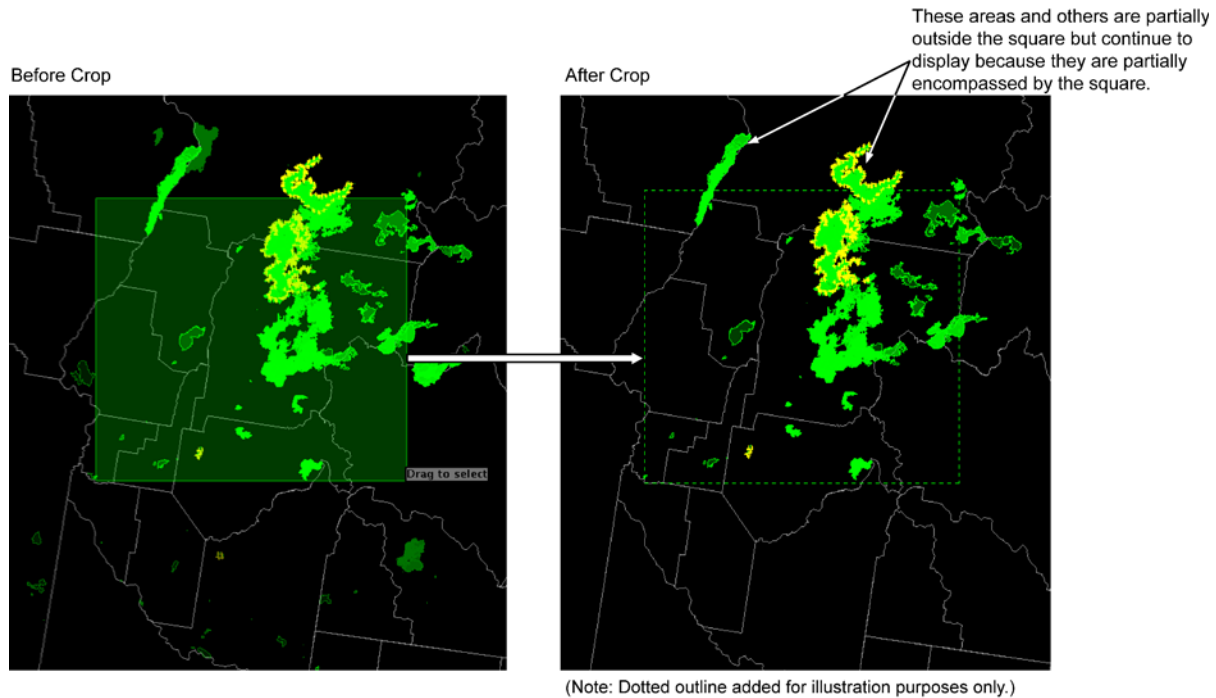 These areas and others are partially
outside the square but continue to
display because they are partially
encompassed by the square.
Before Crop
After Crop
Drag to select
(Note: Dotted outline added for illustration purposes only.)